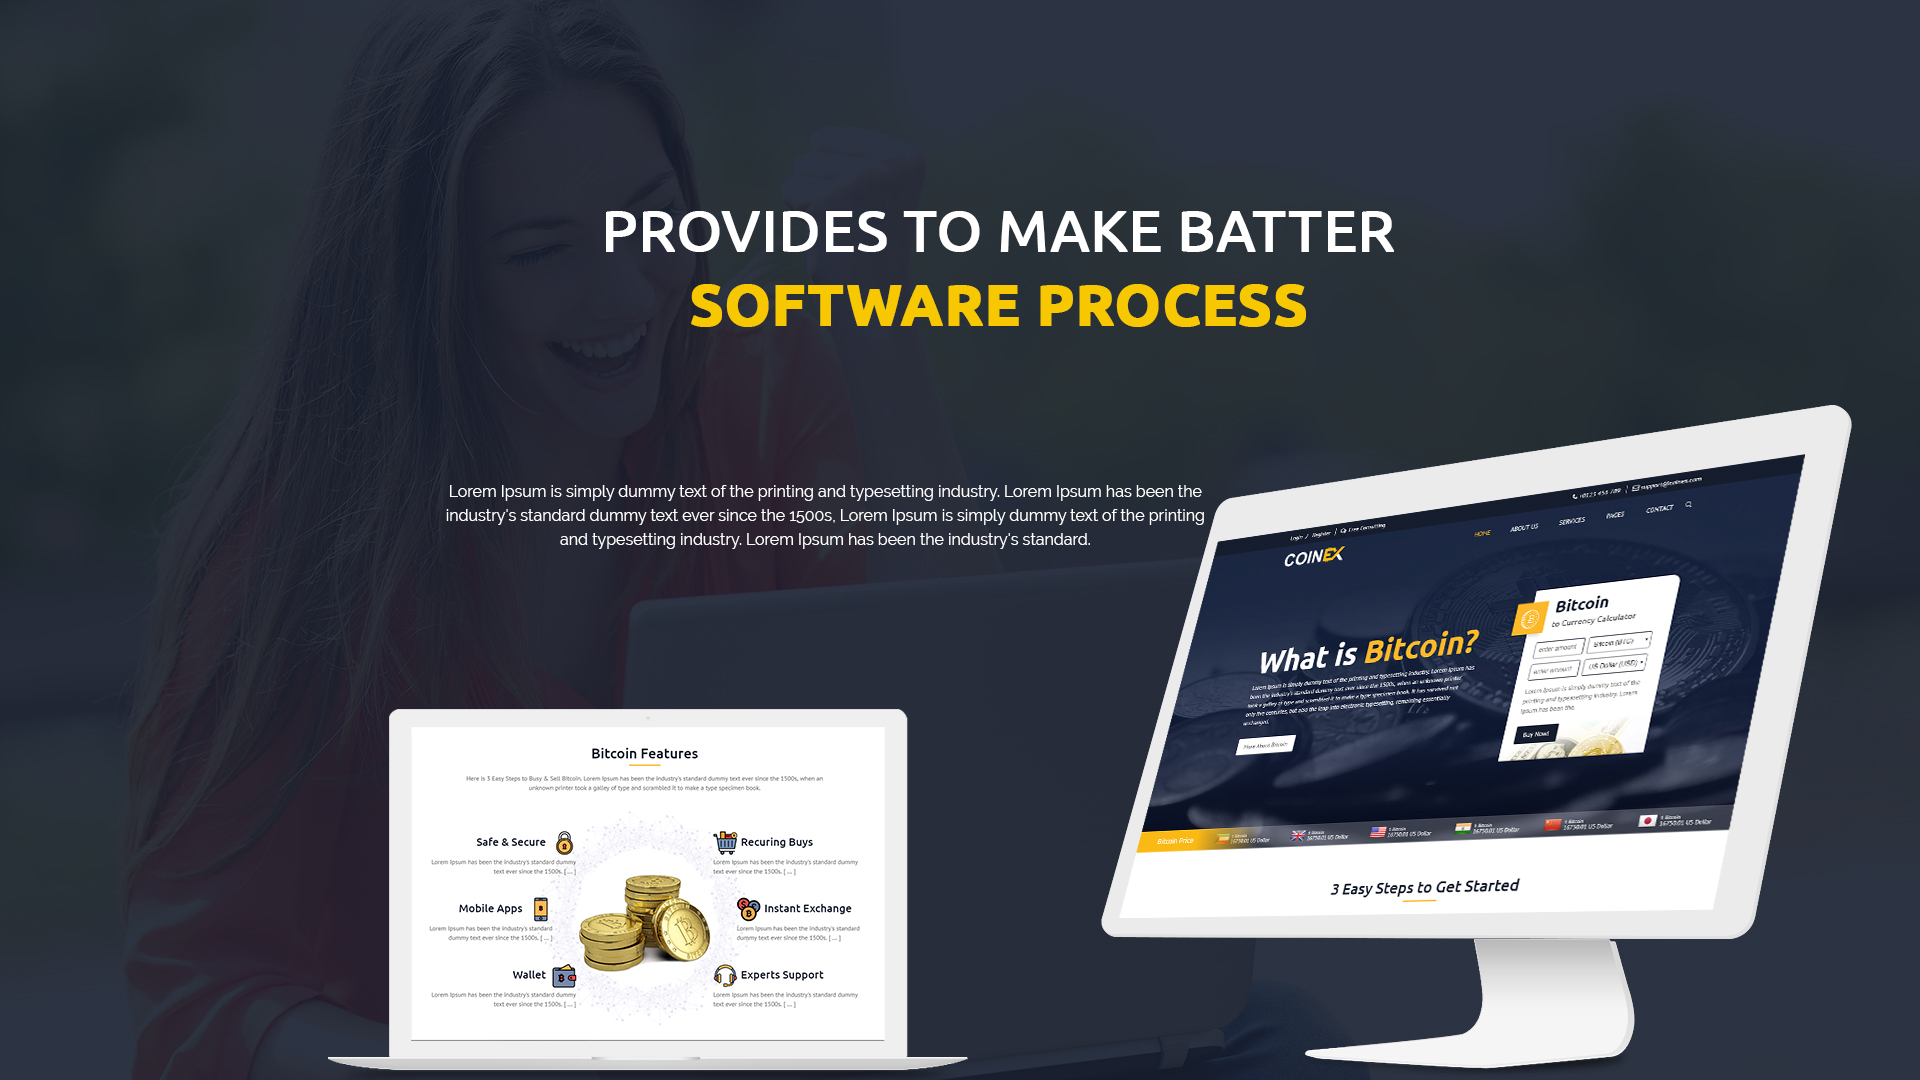 PROVIDES TO MAKE BATTER
SOFTWARE PROCESS
Lorem Ipsum is simply dummy text of the printing and typesetting industry. Lorem Ipsum has been the
industry's standard dummy text ever since the 1500s, Lorem Ipsum is simply dummy text of the printing
and typesetting industry. Lorem Ipsum has been the industry's standard.
Login / Register | Free Consulting
+0123 456 789 | support@coinex.com
COINEX
HOME ABOUT US SERVICES PAGES CONTACT
What is Bitcoin?
Lorem Ipsum is simply dummy text of the printing and typesetting industry. Lorem Ipsum has
been the industry's standard dummy text ever since the 1500s, when an unknown printer
took a galley of type and scrambled it to make a type specimen book. It has survived not
only five centuries, but also the leap into electronic typesetting, remaining essentially
unchanged.
More About Bitcoin
Bitcoin
to Currency Calculator
enter amount Bitcoin (BTC)
enter amount US Dollar (USD)
Lorem Ipsum is simply dummy text of the
printing and typesetting industry. Lorem
Ipsum has been the.
Buy Now!
Bitcoin Price
1 Bitcoin
16750.01 US Dollar
1 Bitcoin
16750.01 US Dollar
1 Bitcoin
16750.01 US Dollar
1 Bitcoin
16750.01 US Dollar
1 Bitcoin
16750.01 US Dollar
1 Bitcoin
16750.01 US Dollar
3 Easy Steps to Get Started
Bitcoin Features
Here is 3 Easy Steps to Busy & Sell Bitcoin, Lorem Ipsum has been the industry's standard dummy text ever since the 1500s, when an
unknown printer took a galley of type and scrambled it to make a type specimen book.
Safe & Secure
Lorem Ipsum has been the industry's standard dummy
text ever since the 1500s. [ ... ]
Recuring Buys
Lorem Ipsum has been the industry's standard dummy
text ever since the 1500s. [ ... ]
Mobile Apps
Lorem Ipsum has been the industry's standard
dummy text ever since the 1500s. [ ... ]
Instant Exchange
Lorem Ipsum has been the industry's standard
dummy text ever since the 1500s. [ ... ]
Wallet
Lorem Ipsum has been the industry's standard dummy
text ever since the 1500s. [ ... ]
Experts Support
Lorem Ipsum has been the industry's standard dummy
text ever since the 1500s. [ ... ]